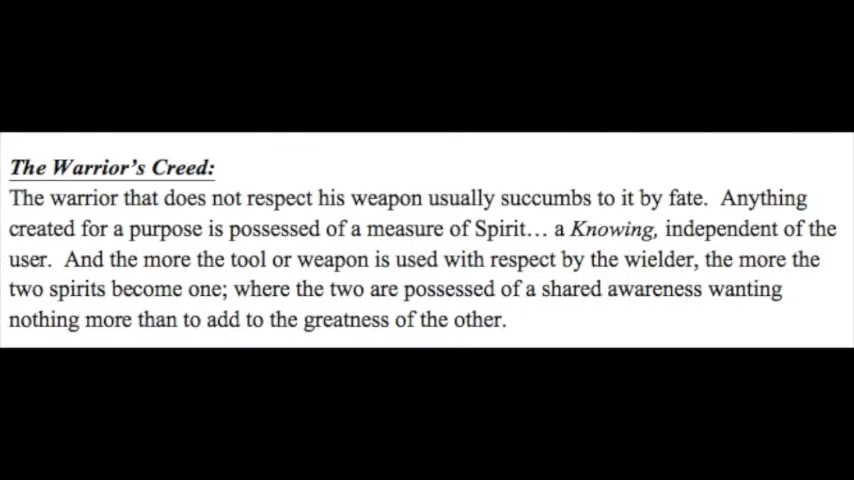 The Warrior's Creed:
The warrior that does not respect his weapon usually succumbs to it by fate.  Anything
created for a purpose is possessed of a measure of Spirit… a Knowing, independent of the
user.  And the more the tool or weapon is used with respect by the wielder, the more the
two spirits become one; where the two are possessed of a shared awareness wanting
nothing more than to add to the greatness of the other.